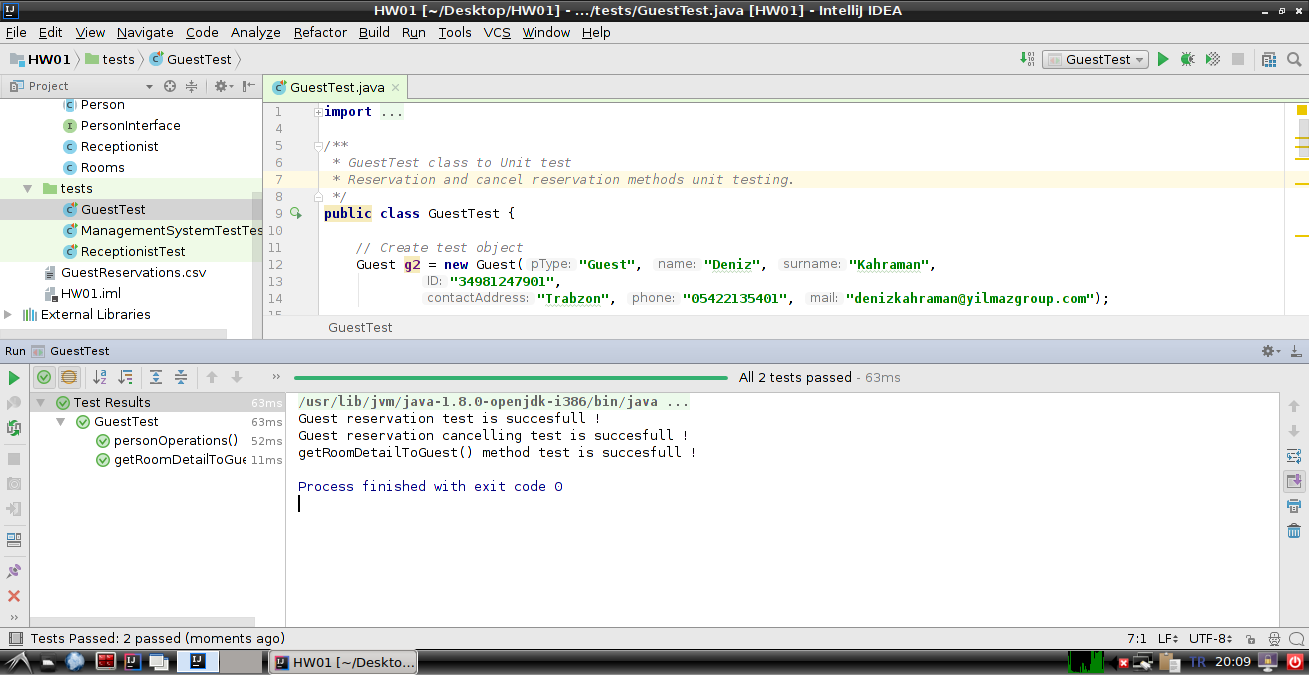 HW01 [~/Desktop/HW01] - .../tests/GuestTest.java [HW01] - IntelliJ IDEA
File Edit View Navigate Code Analyze Refactor Build Run Tools VCS Window Help
HW01 tests GuestTest
GuestTest
Project
GuestTest.java
Person
PersonInterface
Receptionist
Rooms
tests
GuestTest
ManagementSystemTestTes
ReceptionistTest
GuestReservations.csv
HW01.iml
External Libraries
1 import ...
4
5 /**
6 * GuestTest class to Unit test
7 * Reservation and cancel reservation methods unit testing.
8 */
9 public class GuestTest {
10
11 // Create test object
12 Guest g2 = new Guest( pType: "Guest", name: "Deniz", surname: "Kahraman",
13 ID: "34981247901",
14 contactAddress: "Trabzon", phone: "05422135401", mail: "denizkahraman@yilmazgroup.com");
15
GuestTest
Run GuestTest
All 2 tests passed - 63ms
Test Results 63ms
GuestTest 63ms
personOperations() 52ms
getRoomDetailToGue 11ms
/usr/lib/jvm/java-1.8.0-openjdk-i386/bin/java ...
Guest reservation test is succesfull !
Guest reservation cancelling test is succesfull !
getRoomDetailToGuest() method test is succesfull !
Process finished with exit code 0
Tests Passed: 2 passed (moments ago)
7:1 LF UTF-8
HW01 [~/Deskto...
TR 20:09